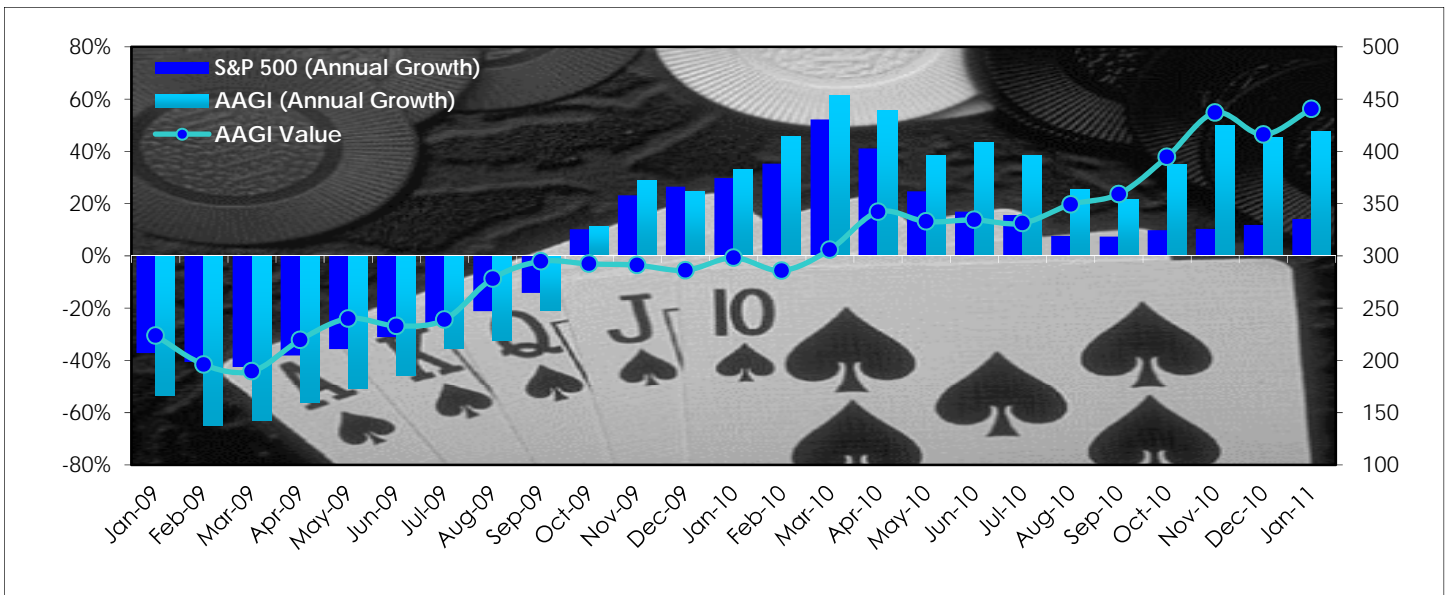 80%
60%
40%
20%
0%
-20%
-40%
-60%
-80%
S&P 500 (Annual Growth)
AAGI (Annual Growth)
AAGI Value
A K Q J 10
500
450
400
350
300
250
200
150
100
Jan-09
Feb-09
Mar-09
Apr-09
May-09
Jun-09
Jul-09
Aug-09
Sep-09
Oct-09
Nov-09
Dec-09
Jan-10
Feb-10
Mar-10
Apr-10
May-10
Jun-10
Jul-10
Aug-10
Sep-10
Oct-10
Nov-10
Dec-10
Jan-11